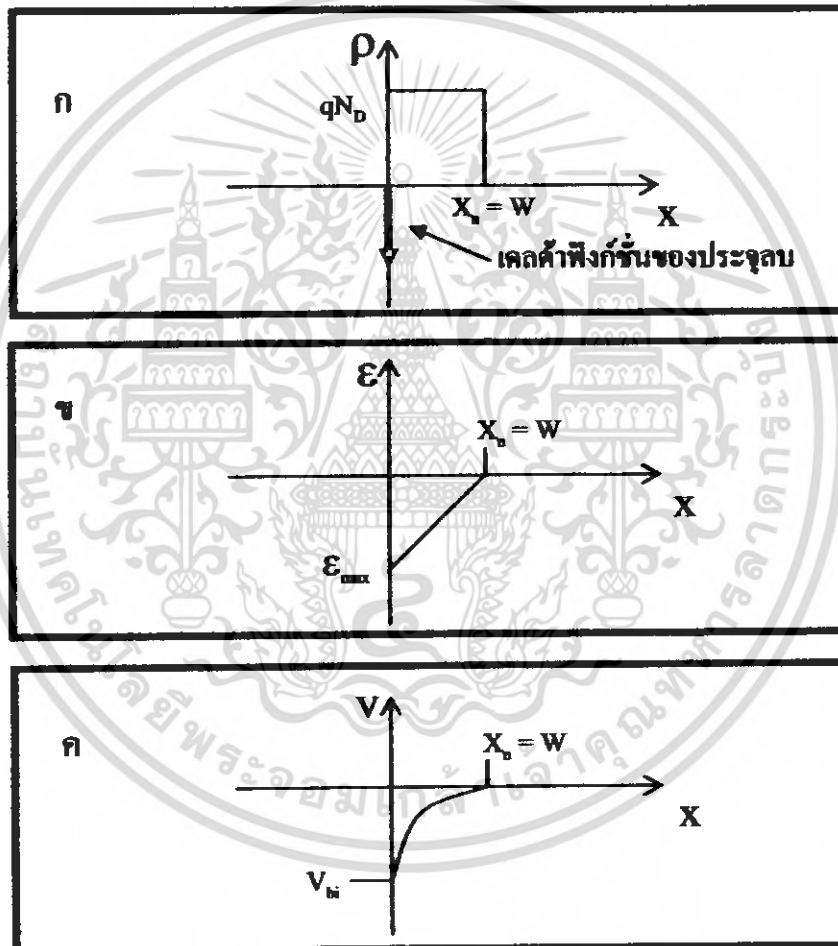 ก
ρ
qN_D
X_n = W
X
เดลต้าฟังก์ชั่นของประจุลบ
ข
ε
X_n = W
X
ε_max
ค
V
X_n = W
X
V_bi